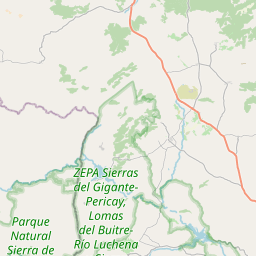 ZEPA Sierras
del Gigante-
Pericay,
Lomas
del Buitre-
Río Luchena
Parque
Natural
Sierra de